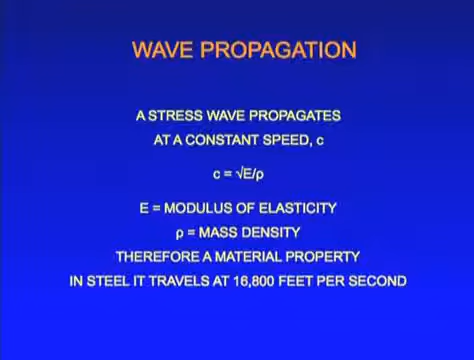 WAVE PROPAGATION
A STRESS WAVE PROPAGATES
AT A CONSTANT SPEED, c
c = √E/ρ
E = MODULUS OF ELASTICITY
ρ = MASS DENSITY
THEREFORE A MATERIAL PROPERTY
IN STEEL IT TRAVELS AT 16,800 FEET PER SECOND